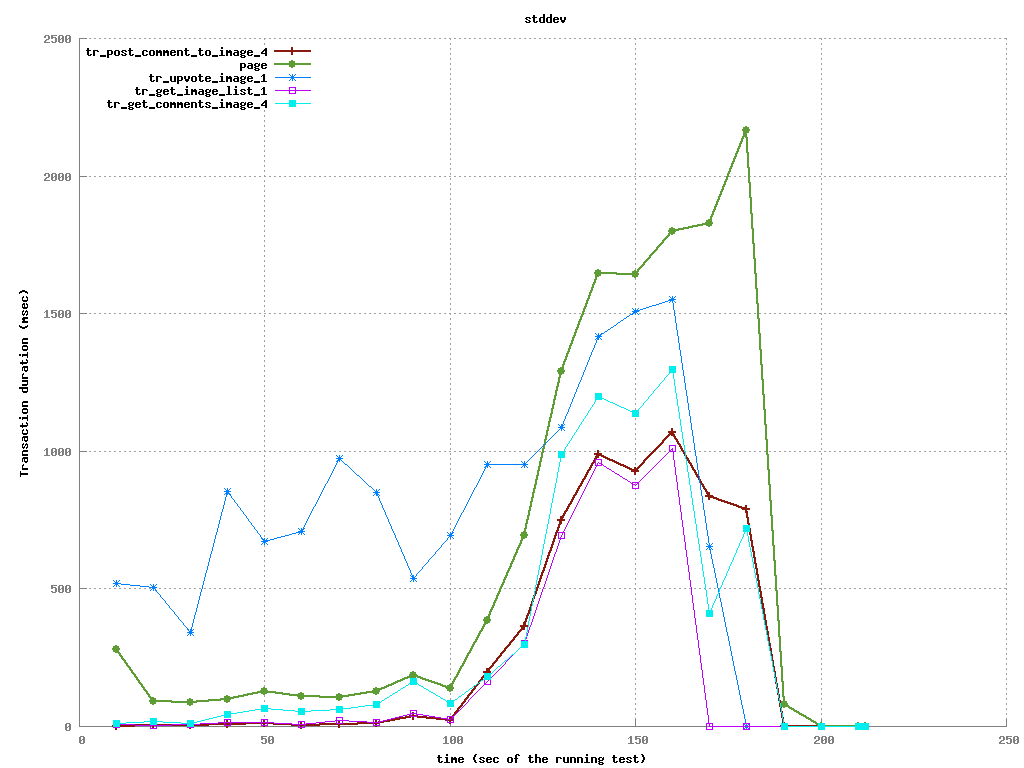 stddev
2500
2000
1500
1000
500
0
Transaction duration (msec)
tr_post_comment_to_image_4
page
tr_upvote_image_1
tr_get_image_list_1
tr_get_comments_image_4
0 50 100 150 200 250
time (sec of the running test)